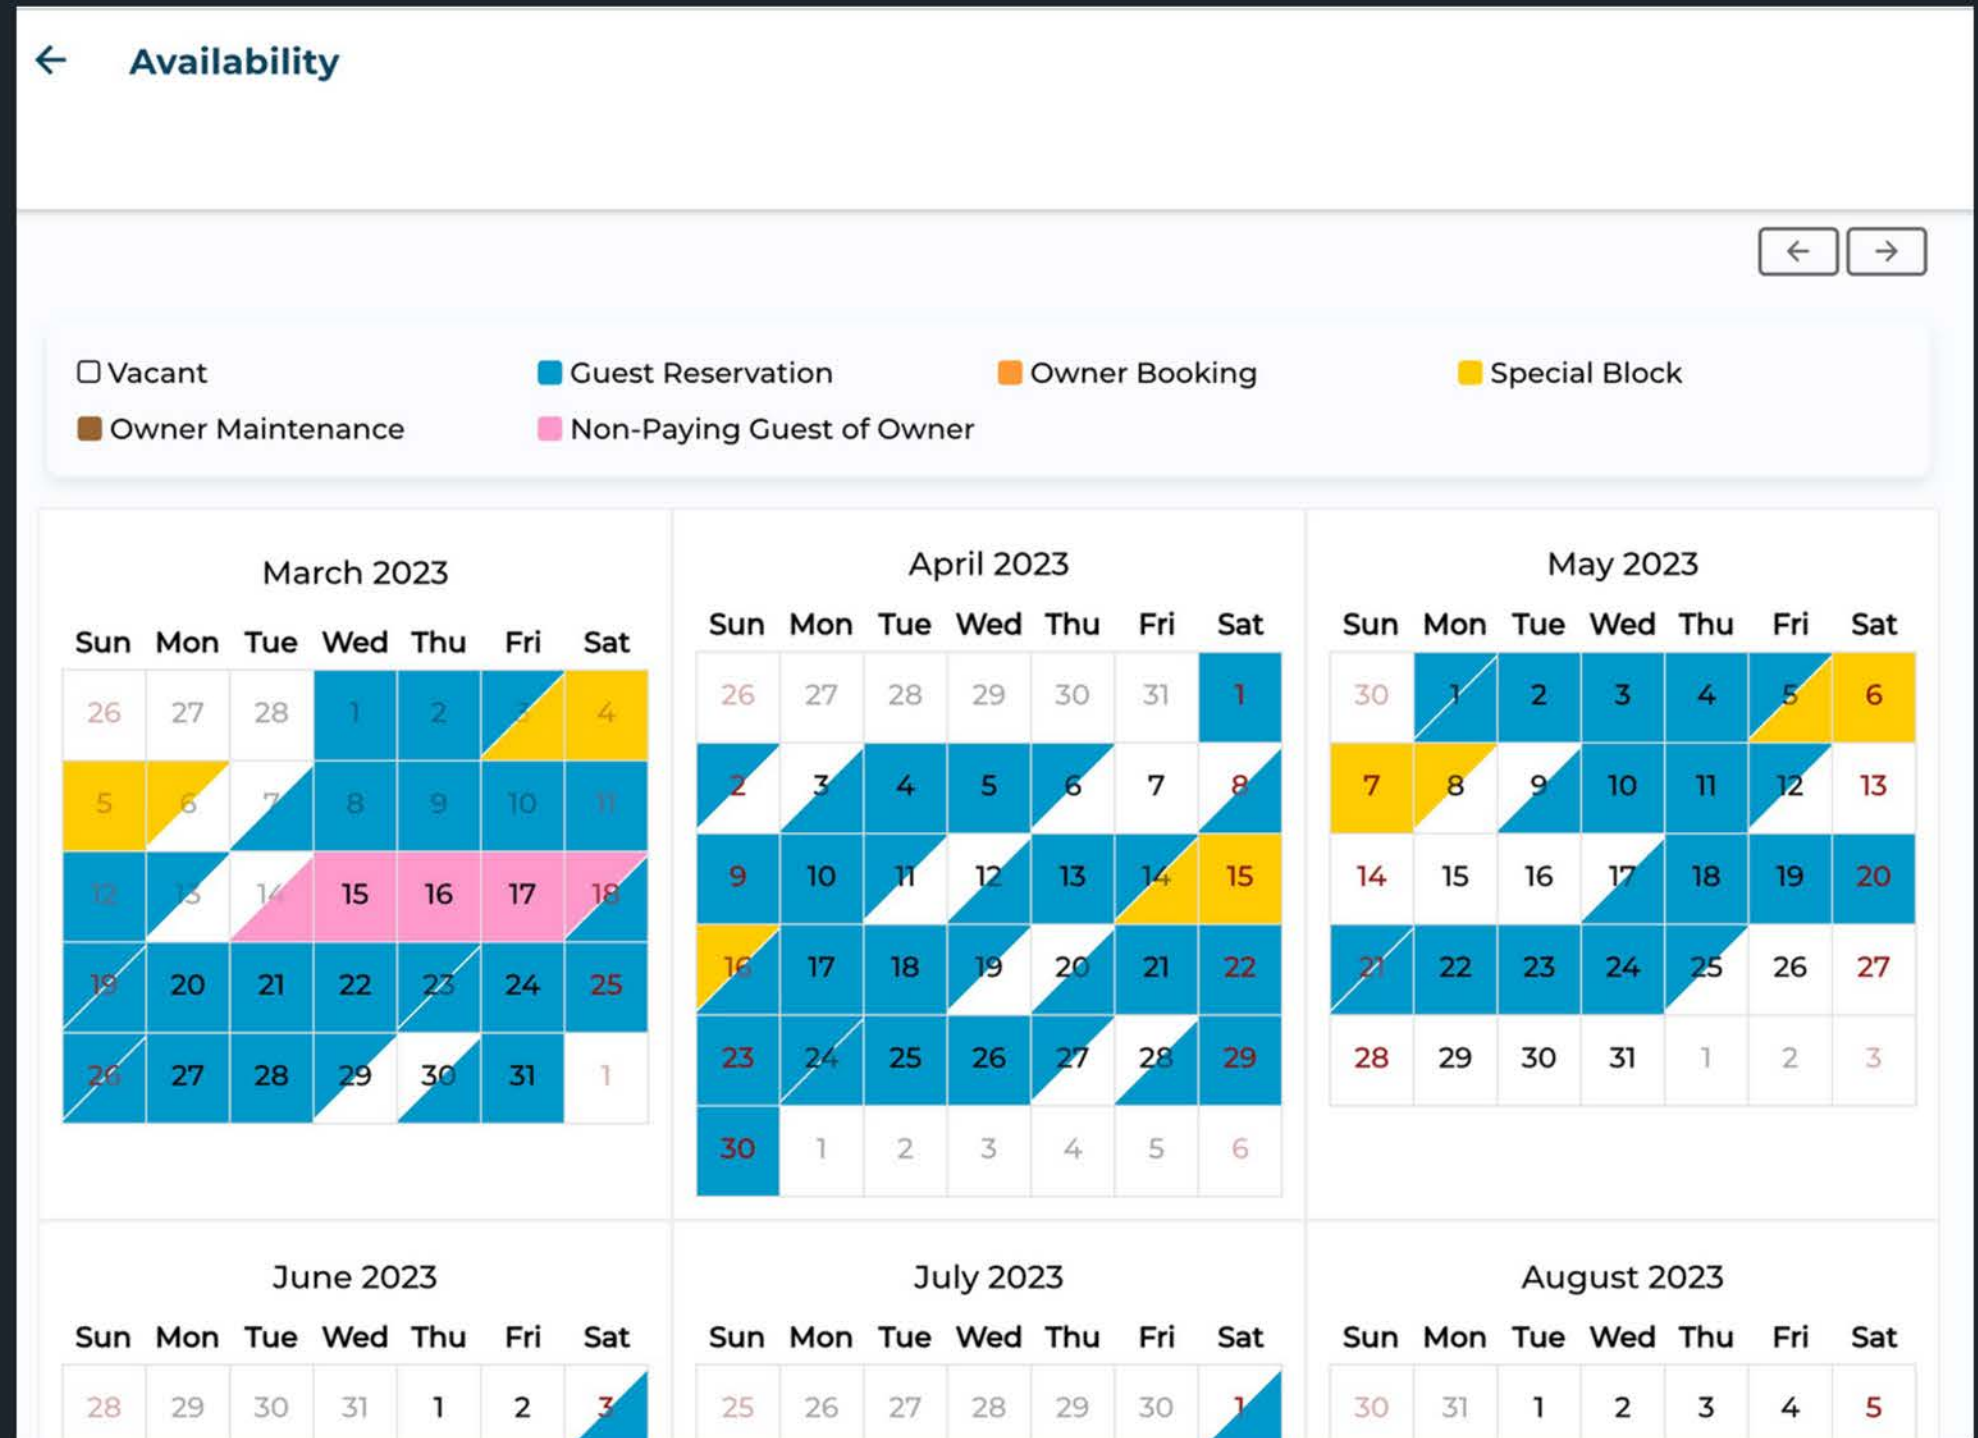 Availability
Vacant Guest Reservation Owner Booking Special Block
Owner Maintenance Non-Paying Guest of Owner
March 2023
Sun Mon Tue Wed Thu Fri Sat
26 27 28 1 2 3 4
5 6 7 8 9 10 11
12 13 14 15 16 17 18
19 20 21 22 23 24 25
26 27 28 29 30 31 1
April 2023
Sun Mon Tue Wed Thu Fri Sat
26 27 28 29 30 31 1
2 3 4 5 6 7 8
9 10 11 12 13 14 15
16 17 18 19 20 21 22
23 24 25 26 27 28 29
30 1 2 3 4 5 6
May 2023
Sun Mon Tue Wed Thu Fri Sat
30 1 2 3 4 5 6
7 8 9 10 11 12 13
14 15 16 17 18 19 20
21 22 23 24 25 26 27
28 29 30 31 1 2 3
June 2023
Sun Mon Tue Wed Thu Fri Sat
28 29 30 31 1 2 3
July 2023
Sun Mon Tue Wed Thu Fri Sat
25 26 27 28 29 30 1
August 2023
Sun Mon Tue Wed Thu Fri Sat
30 31 1 2 3 4 5